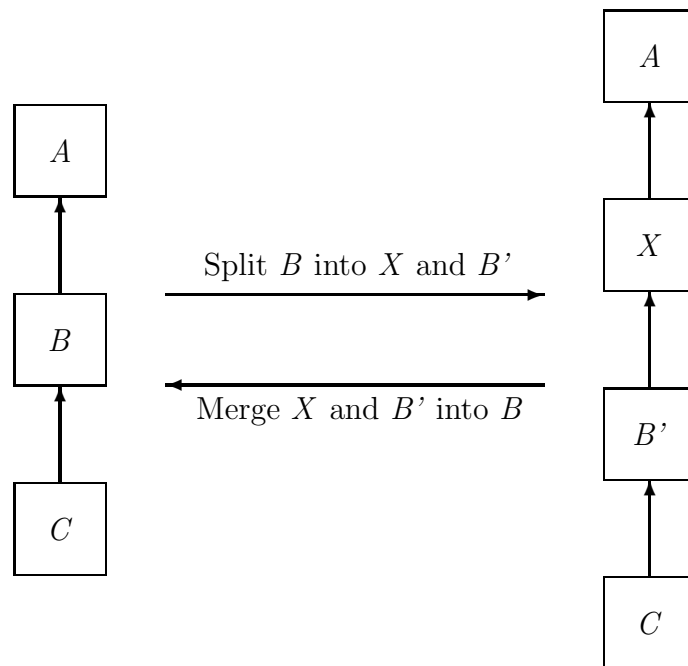 A
B
C
Split B into X and B’
Merge X and B’ into B
A
X
B’
C